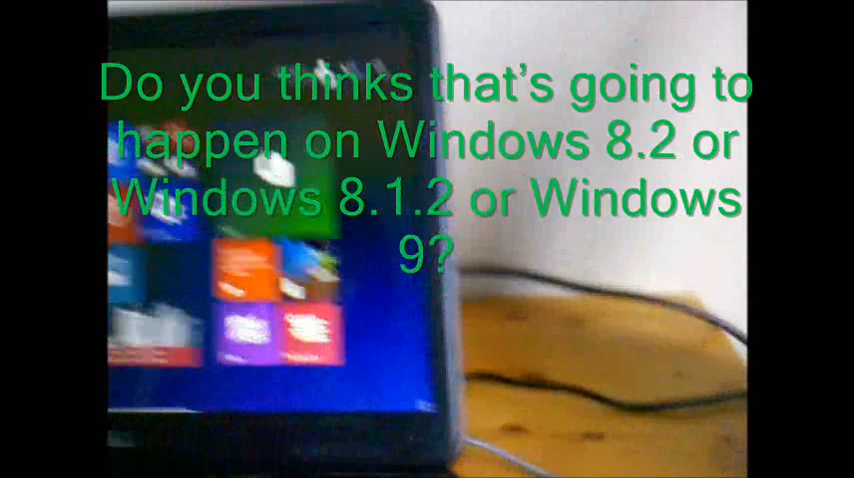 Do you thinks that's going to
happen on Windows 8.2 or
Windows 8.1.2 or Windows
9?